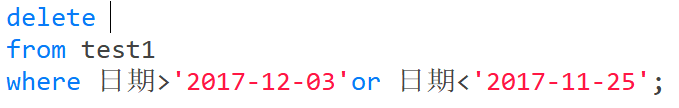 delete
from test1
where 日期>'2017-12-03'or 日期<'2017-11-25';